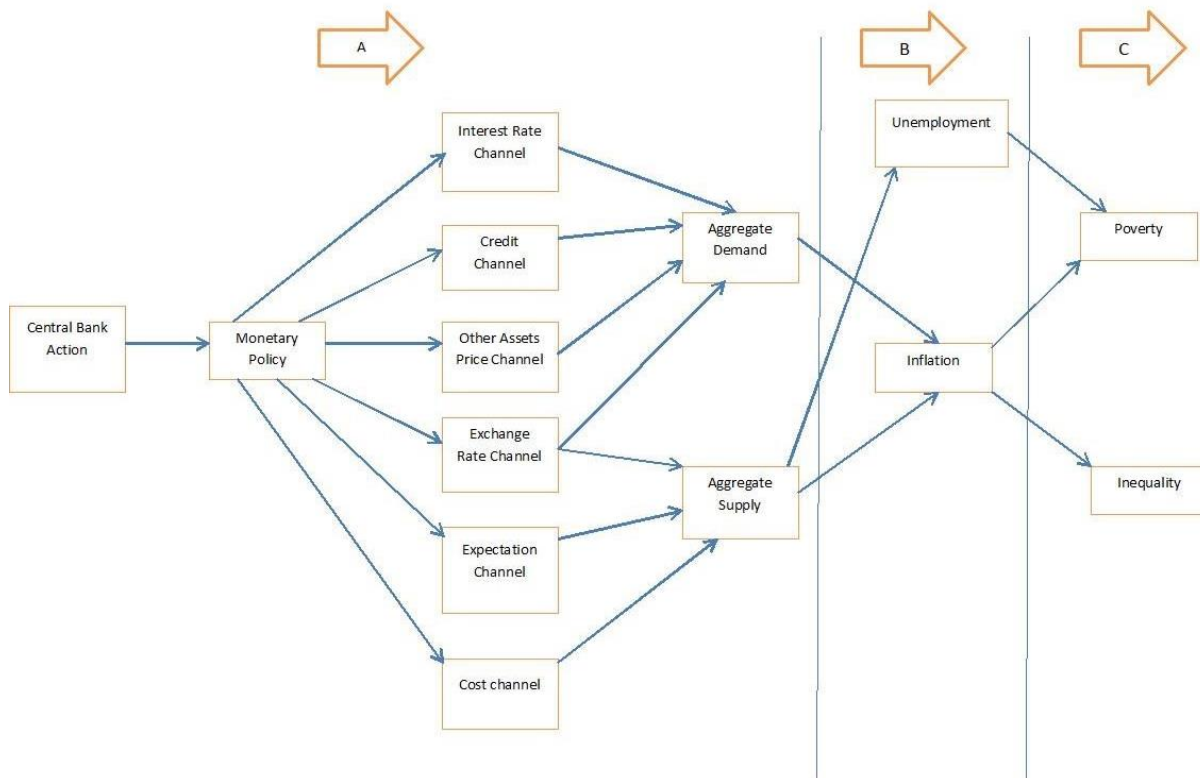 A
B
C
Interest Rate
Channel
Unemployment
Credit
Channel
Aggregate
Demand
Poverty
Central Bank
Action
Monetary
Policy
Other Assets
Price Channel
Inflation
Exchange
Rate Channel
Aggregate
Supply
Inequality
Expectation
Channel
Cost channel